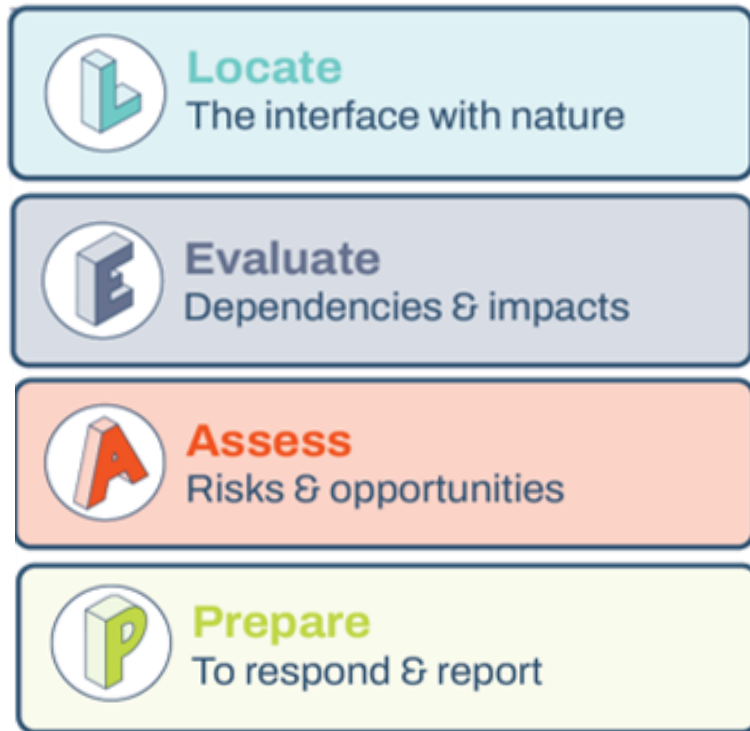 L
Locate
The interface with nature
E
Evaluate
Dependencies & impacts
A
Assess
Risks & opportunities
P
Prepare
To respond & report